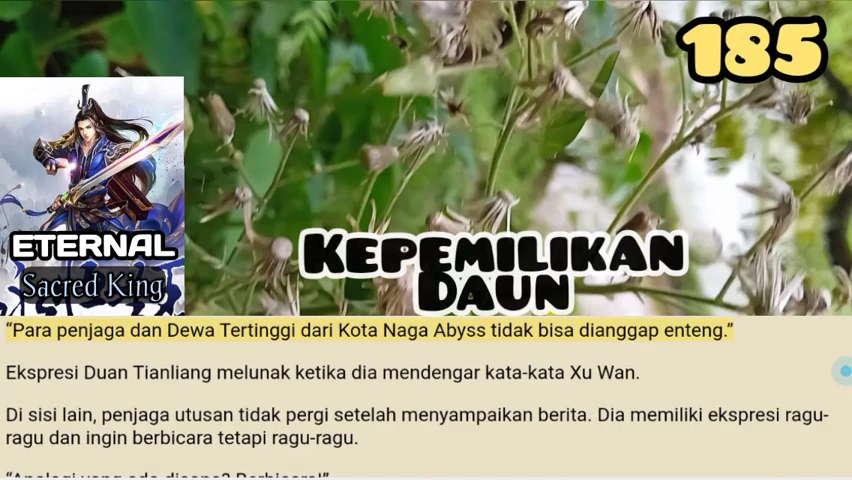 185
ETERNAL
Sacred King
KEPEMILIKAN
DAUN
“Para penjaga dan Dewa Tertinggi dari Kota Naga Abyss tidak bisa dianggap enteng.”
Ekspresi Duan Tianliang melunak ketika dia mendengar kata-kata Xu Wan.
Di sisi lain, penjaga utusan tidak pergi setelah menyampaikan berita. Dia memiliki ekspresi ragu-
ragu dan ingin berbicara tetapi ragu-ragu.